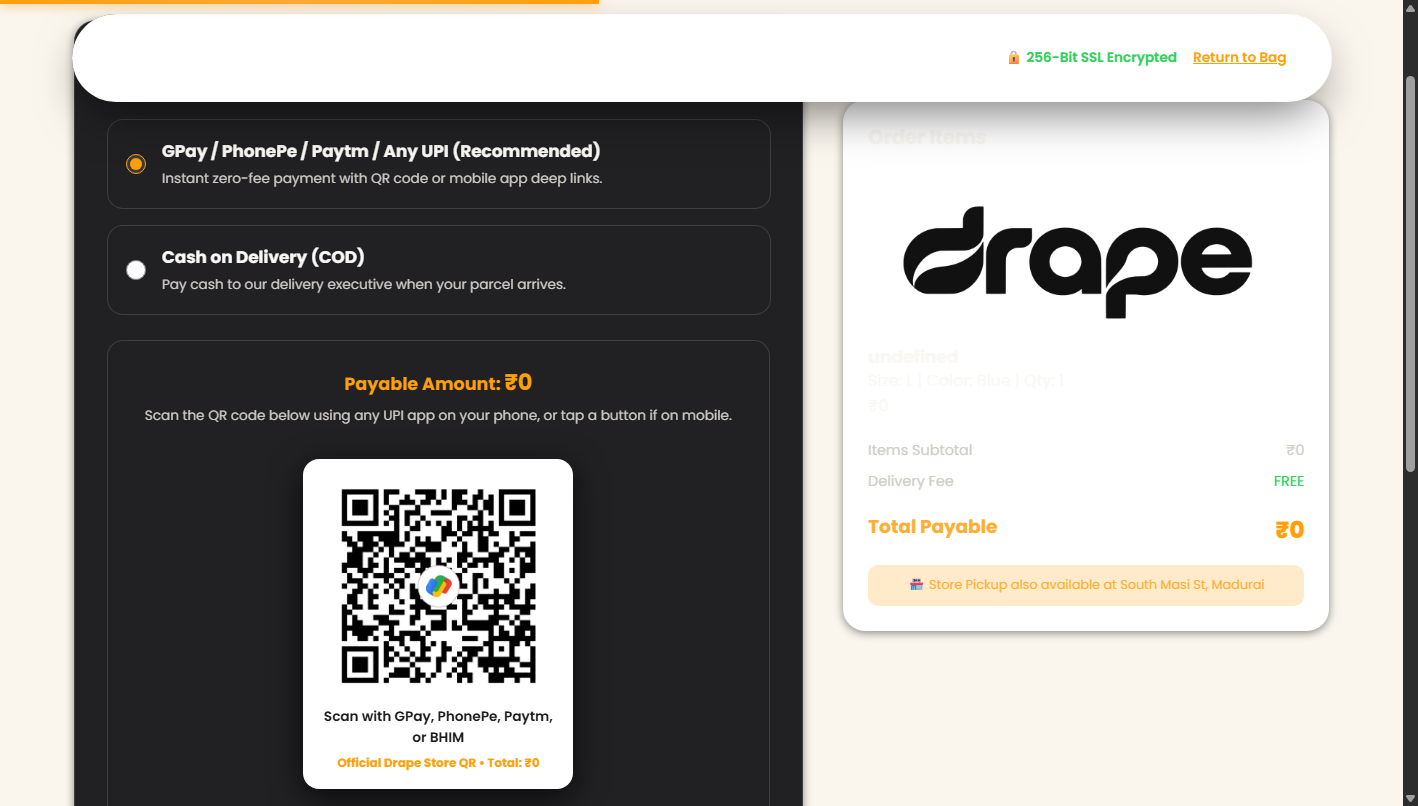 🔒 256-Bit SSL Encrypted Return to Bag
GPay / PhonePe / Paytm / Any UPI (Recommended)
Instant zero-fee payment with QR code or mobile app deep links.
Cash on Delivery (COD)
Pay cash to our delivery executive when your parcel arrives.
Payable Amount: ₹0
Scan the QR code below using any UPI app on your phone, or tap a button if on mobile.
Scan with GPay, PhonePe, Paytm,
or BHIM
Official Drape Store QR • Total: ₹0
Order Items
drape
undefined
Size: L | Color: Blue | Qty: 1
₹0
Items Subtotal ₹0
Delivery Fee FREE
Total Payable ₹0
🏪 Store Pickup also available at South Masi St, Madurai